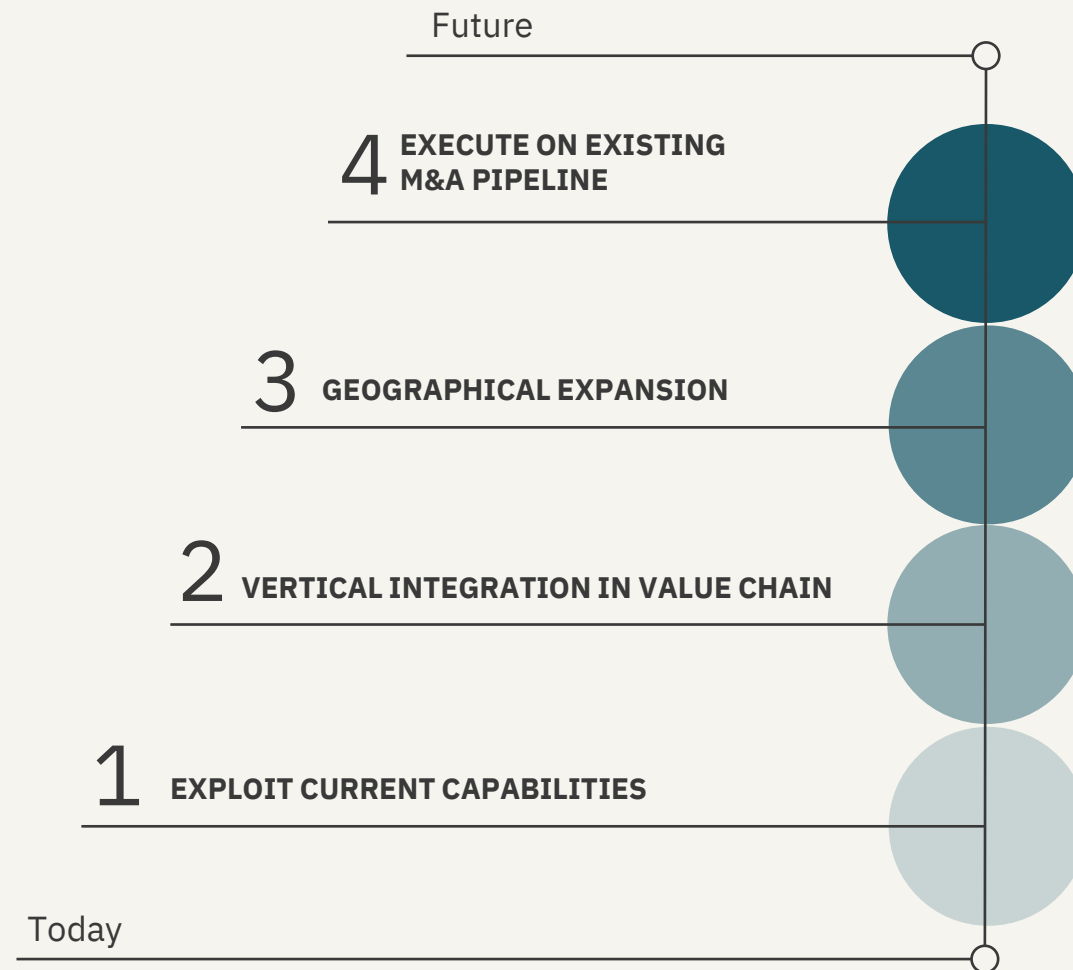 Future
4 EXECUTE ON EXISTING
M&A PIPELINE
3 GEOGRAPHICAL EXPANSION
2 VERTICAL INTEGRATION IN VALUE CHAIN
1 EXPLOIT CURRENT CAPABILITIES
Today